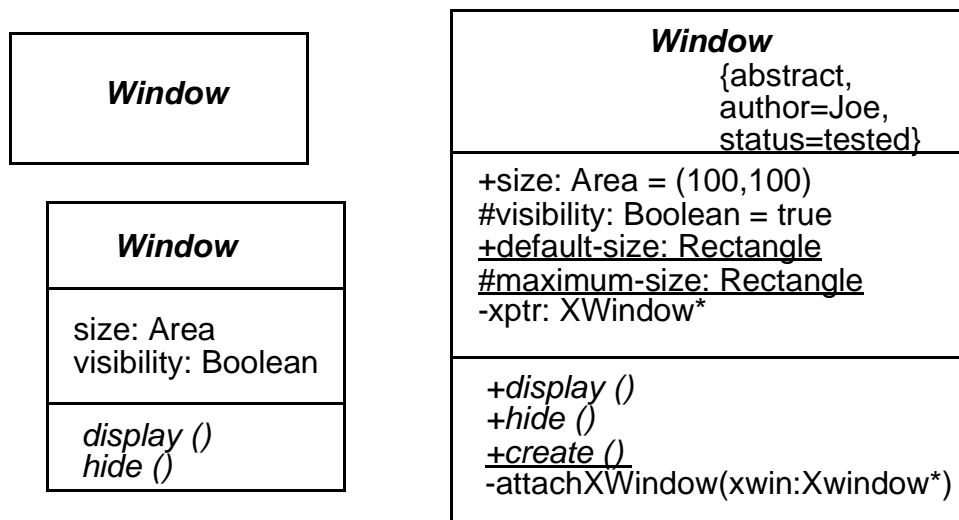 Window
Window
size: Area
visibility: Boolean
display ()
hide ()
Window
{abstract,
author=Joe,
status=tested}
+size: Area = (100,100)
#visibility: Boolean = true
+default-size: Rectangle
#maximum-size: Rectangle
-xptr: XWindow*
+display ()
+hide ()
+create ()
-attachXWindow(xwin:Xwindow*)